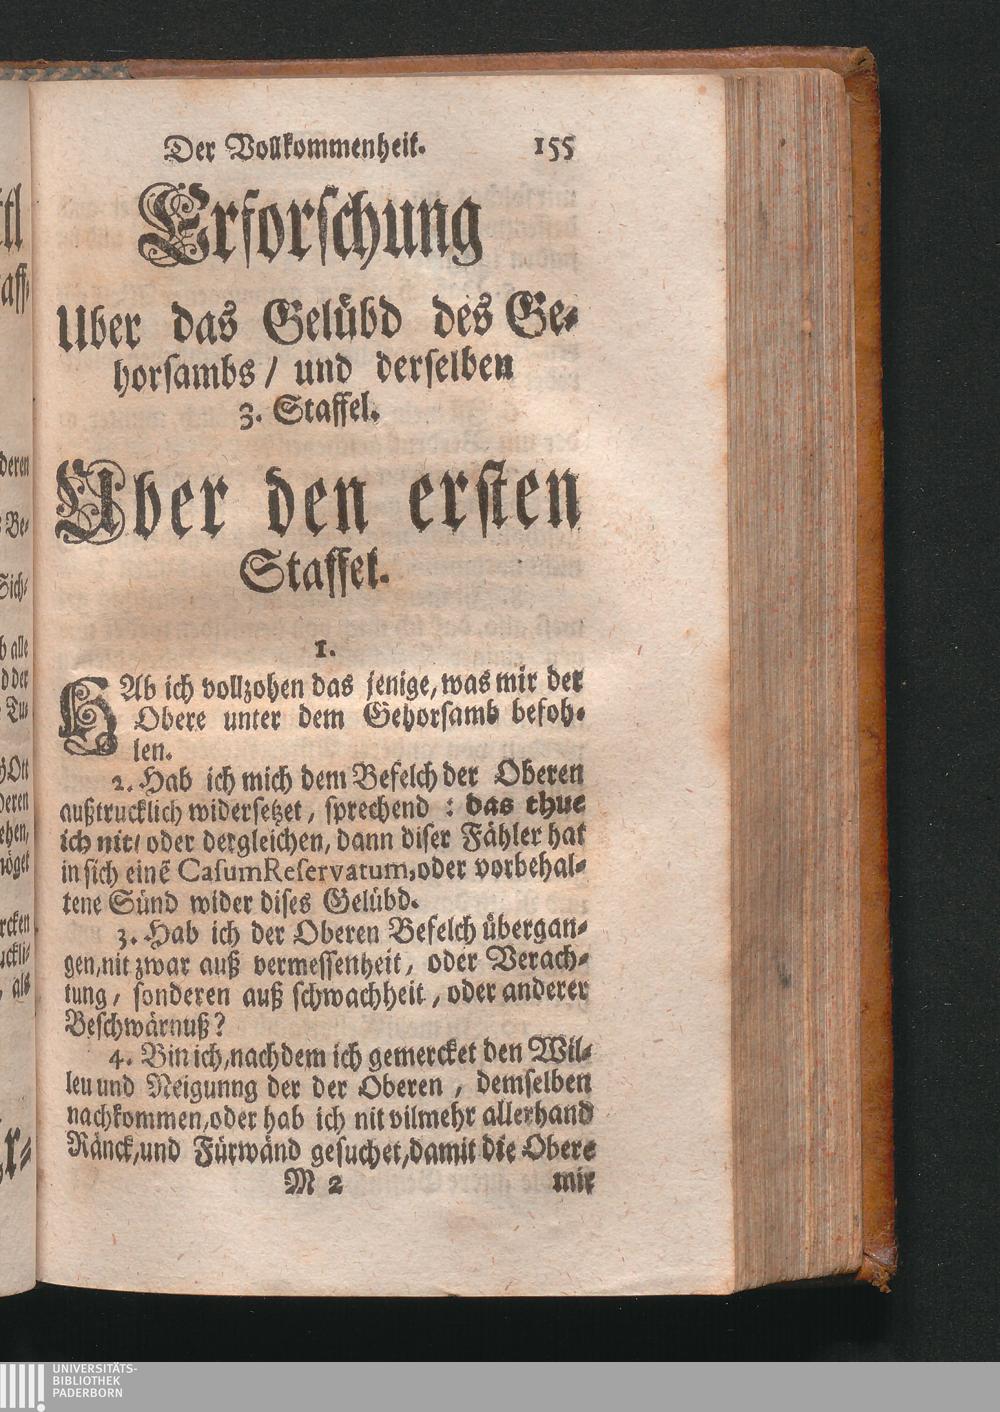 Der Vollkommenheit. 155
Erforschung
Uber das Gelübd des Ge-
horsambs / und derselben
3. Staffel.
Uber den ersten
Staffel.
1.
HAb ich vollzohen das jenige, was mir der
Obere unter dem Gehorsamb befoh-
len.
2. Hab ich mich dem Befelch der Oberen
außtrucklich widersetzet, sprechend : das thue
ich nit/ oder dergleichen, dann diser Fähler hat
in sich einẽ Casum Reservatum, oder vorbehal-
tene Sünd wider dises Gelübd.
3. Hab ich der Oberen Befelch übergan-
gen, nit zwar auß vermessenheit, oder Verach-
tung, sonderen auß schwachheit, oder anderer
Beschwärnuß?
4. Bin ich, nachdem ich gemercket den Wil-
leu und Neigunng der der Oberen, demselben
nachkommen, oder hab ich nit vilmehr allerhand
Ränck, und Fürwänd gesuchet, damit die Obere
M 2 mir
UNIVERSITÄTS-
BIBLIOTHEK
PADERBORN